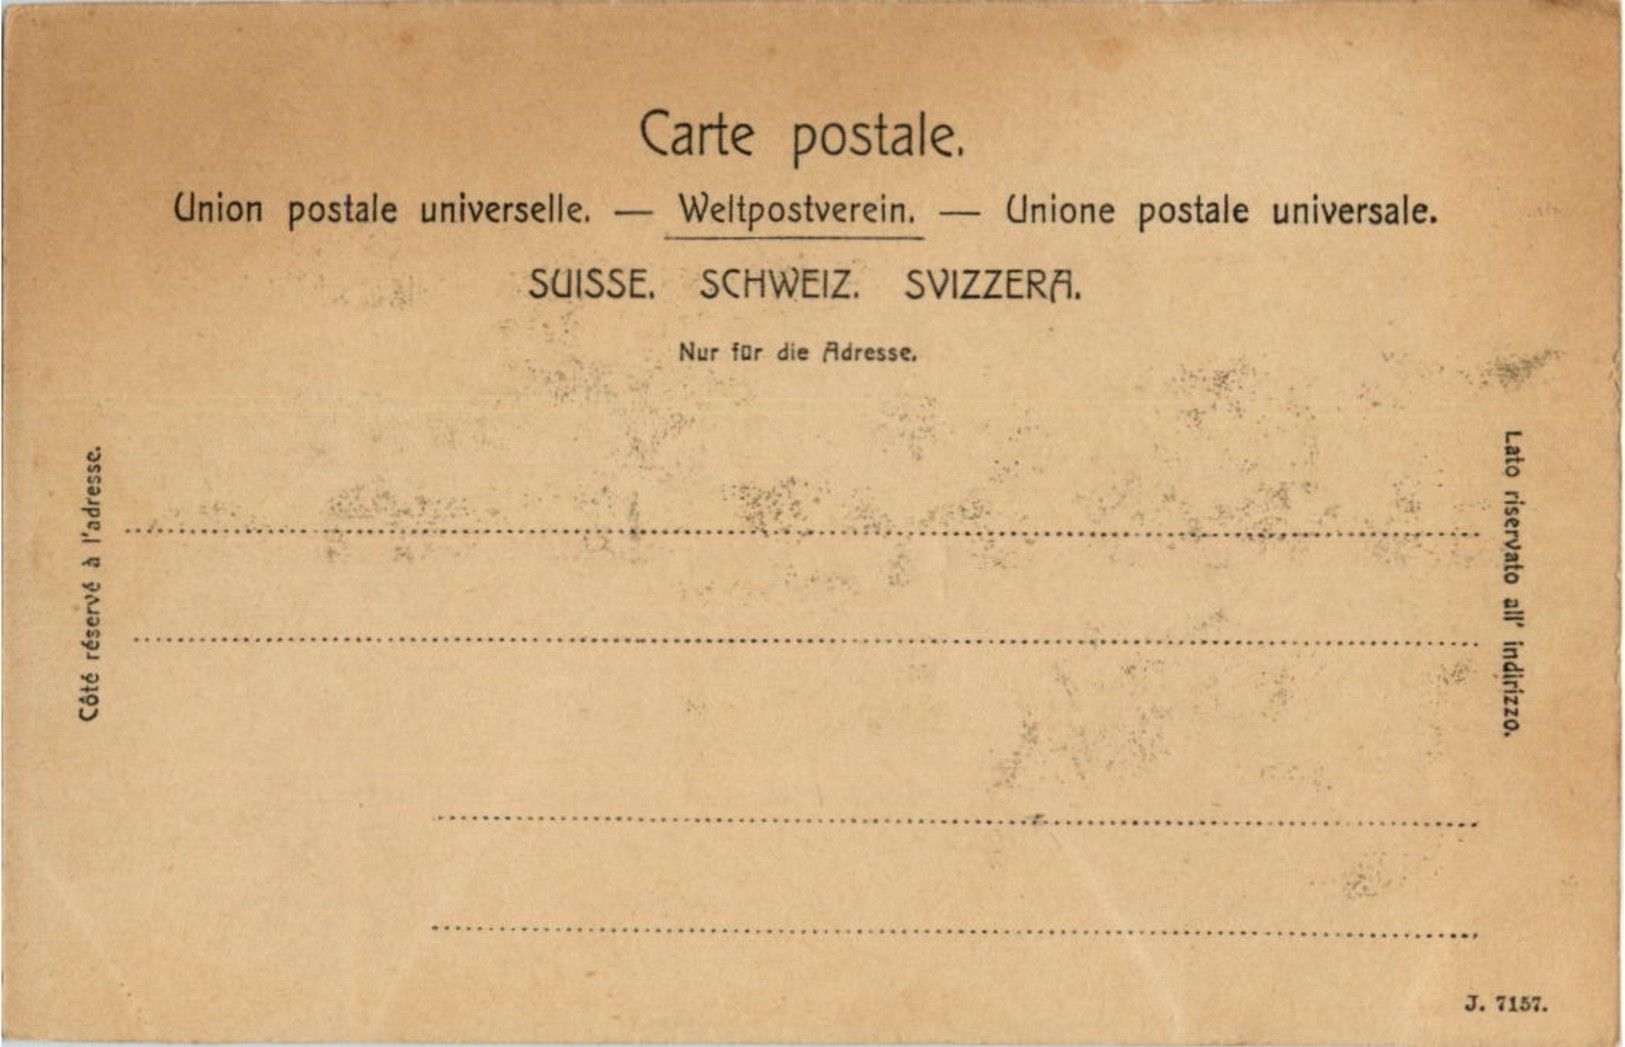 Carte postale.
Union postale universelle. — Weltpostverein. — Unione postale universale.
SUISSE. SCHWEIZ. SVIZZERA.
Nur für die Adresse.
Côté réservé à l'adresse.
Lato riservato all' indirizzo.
J. 7157.